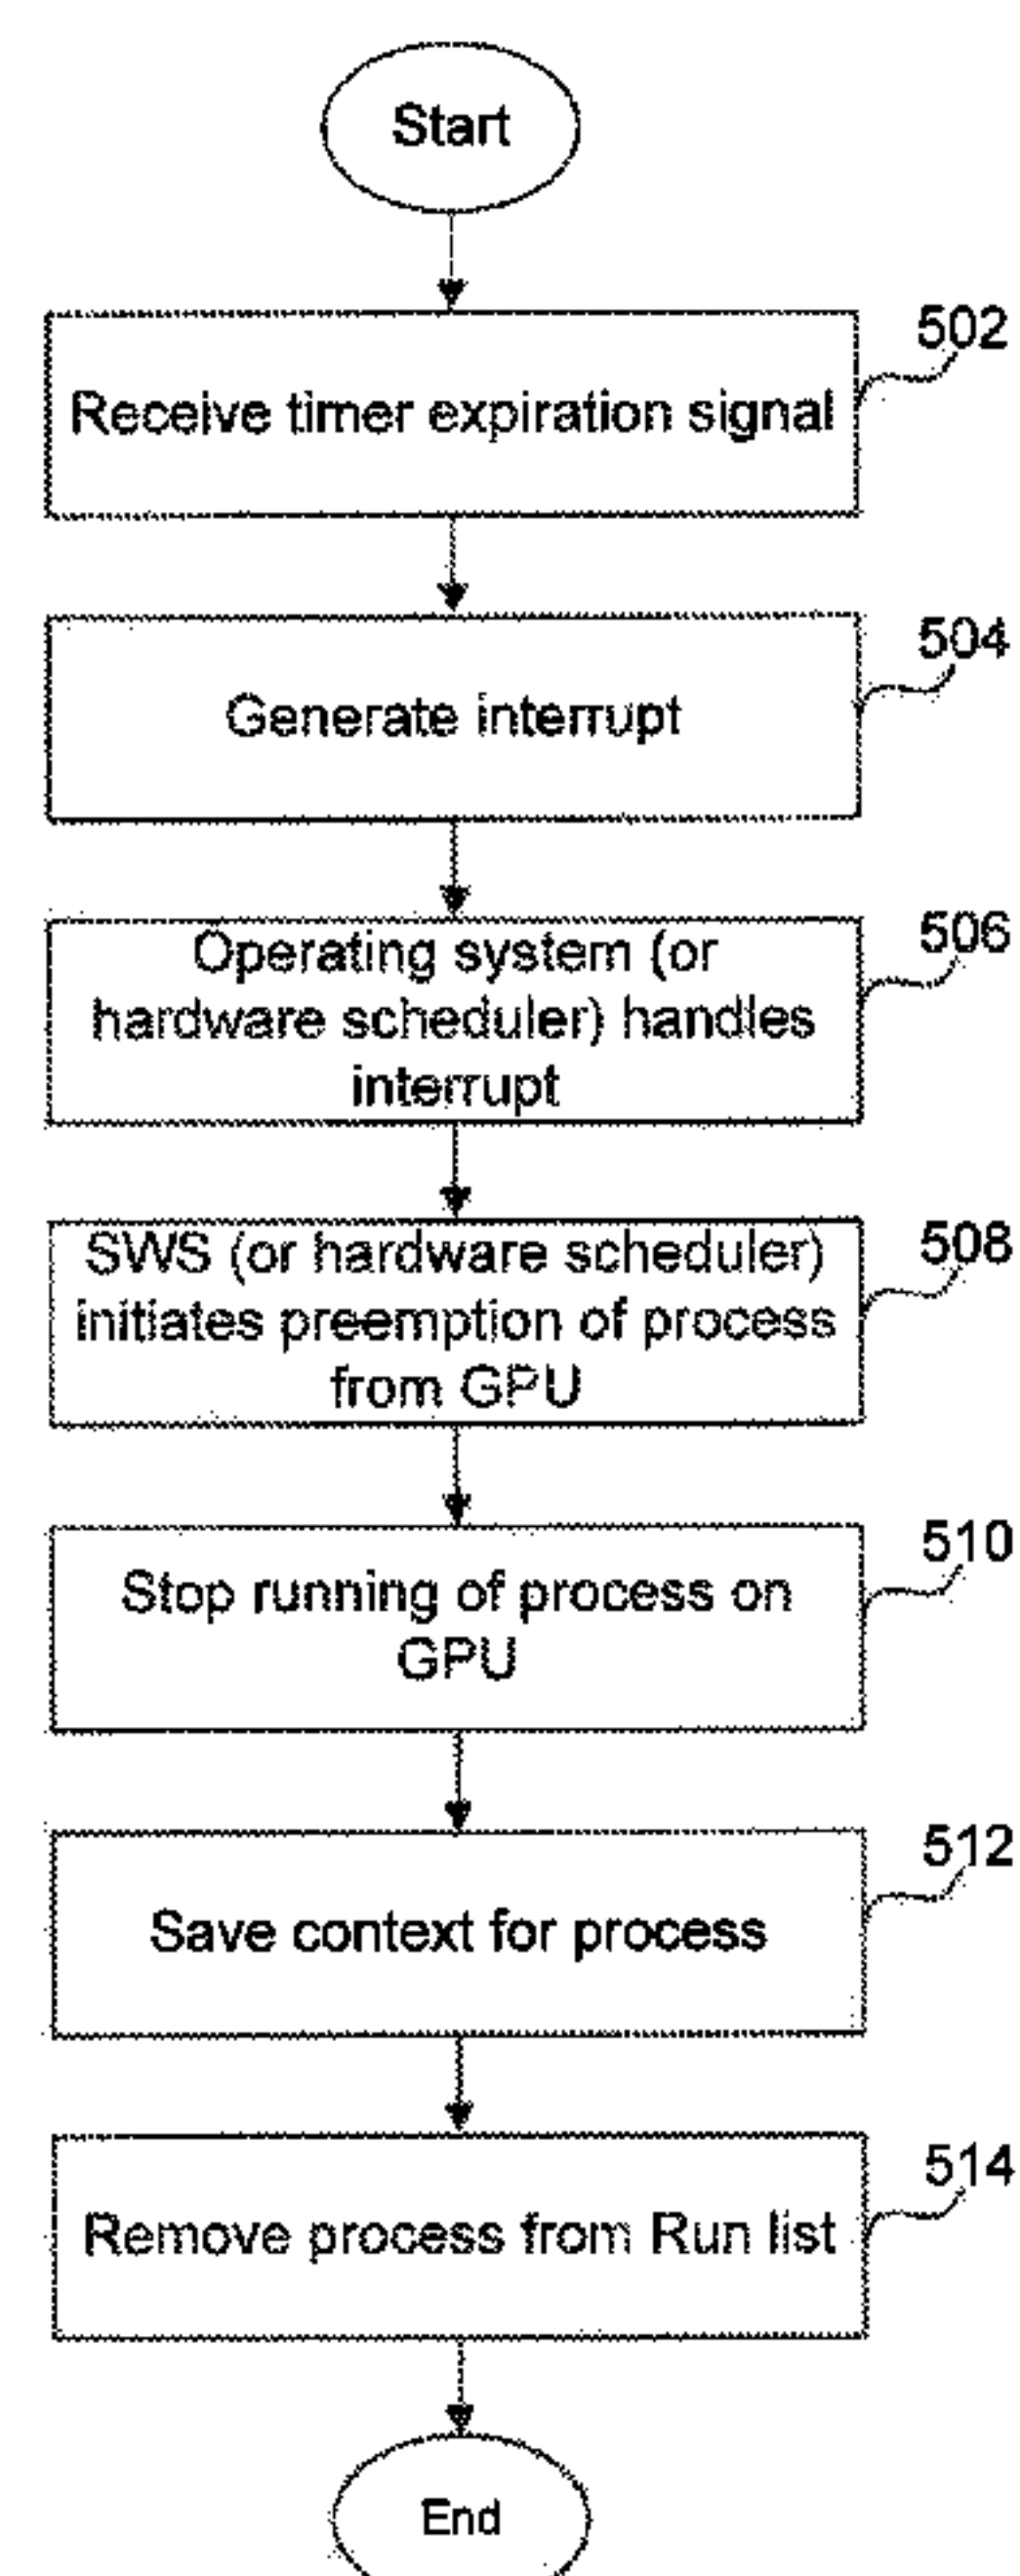 Start
502
Receive timer expiration signal
504
Generate interrupt
506
Operating system (or
hardware scheduler) handles
interrupt
508
SWS (or hardware scheduler)
initiates preemption of process
from GPU
510
Stop running of process on
GPU
512
Save context for process
514
Remove process from Run list
End